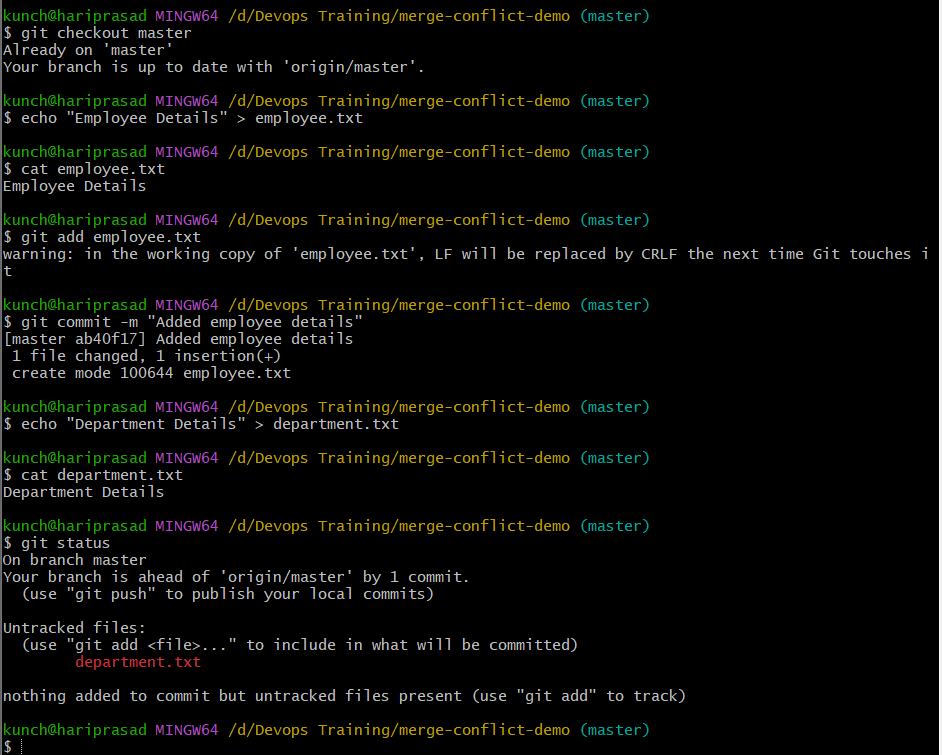 kunch@hariprasad MINGW64 /d/Devops Training/merge-conflict-demo (master)
$ git checkout master
Already on 'master'
Your branch is up to date with 'origin/master'.
kunch@hariprasad MINGW64 /d/Devops Training/merge-conflict-demo (master)
$ echo "Employee Details" > employee.txt
kunch@hariprasad MINGW64 /d/Devops Training/merge-conflict-demo (master)
$ cat employee.txt
Employee Details
kunch@hariprasad MINGW64 /d/Devops Training/merge-conflict-demo (master)
$ git add employee.txt
warning: in the working copy of 'employee.txt', LF will be replaced by CRLF the next time Git touches i
t
kunch@hariprasad MINGW64 /d/Devops Training/merge-conflict-demo (master)
$ git commit -m "Added employee details"
[master ab40f17] Added employee details
 1 file changed, 1 insertion(+)
 create mode 100644 employee.txt
kunch@hariprasad MINGW64 /d/Devops Training/merge-conflict-demo (master)
$ echo "Department Details" > department.txt
kunch@hariprasad MINGW64 /d/Devops Training/merge-conflict-demo (master)
$ cat department.txt
Department Details
kunch@hariprasad MINGW64 /d/Devops Training/merge-conflict-demo (master)
$ git status
On branch master
Your branch is ahead of 'origin/master' by 1 commit.
  (use "git push" to publish your local commits)
Untracked files:
  (use "git add <file>..." to include in what will be committed)
        department.txt
nothing added to commit but untracked files present (use "git add" to track)
kunch@hariprasad MINGW64 /d/Devops Training/merge-conflict-demo (master)
$